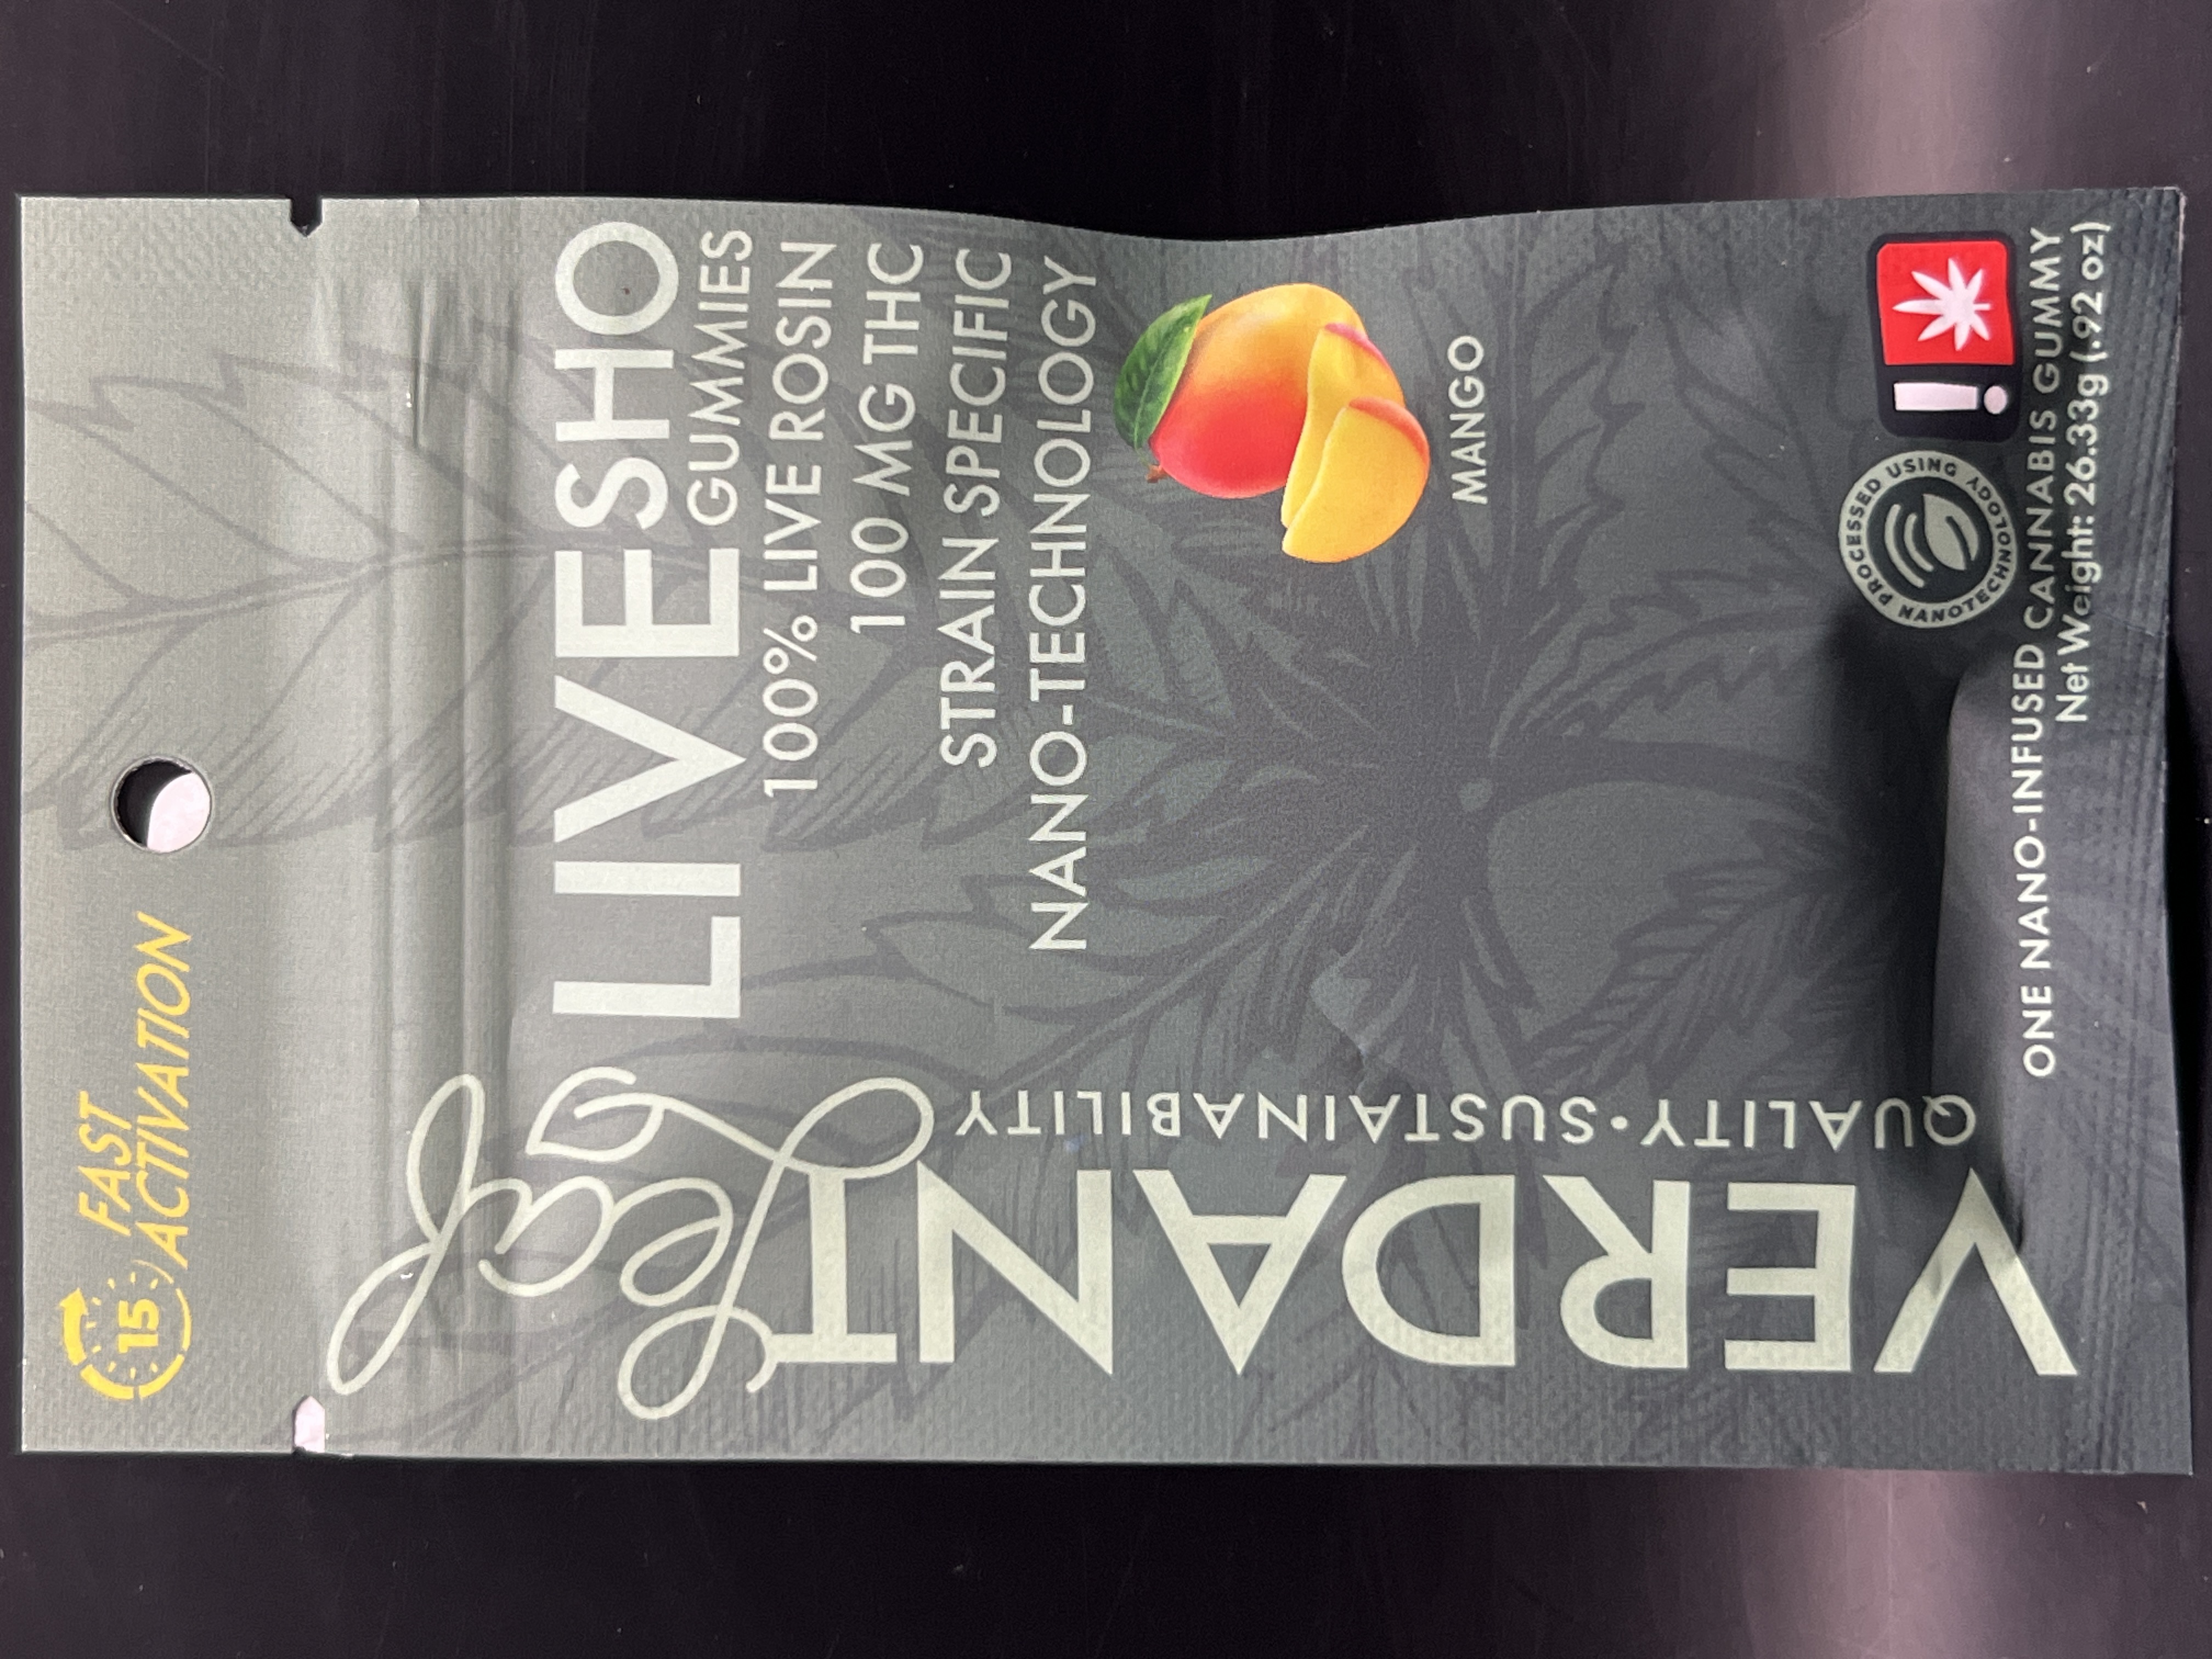 15
FAST
ACTIVATION
LIVESHO
GUMMIES
100% LIVE ROSIN
100 MG THC
STRAIN SPECIFIC
NANO-TECHNOLOGY
MANGO
VERDANT
Leaf
QUALITY•SUSTAINABILITY
PROCESSED USING
NANOTECHNOLOGY
!
ONE NANO-INFUSED CANNABIS GUMMY
Net Weight: 26.33g (.92 oz)